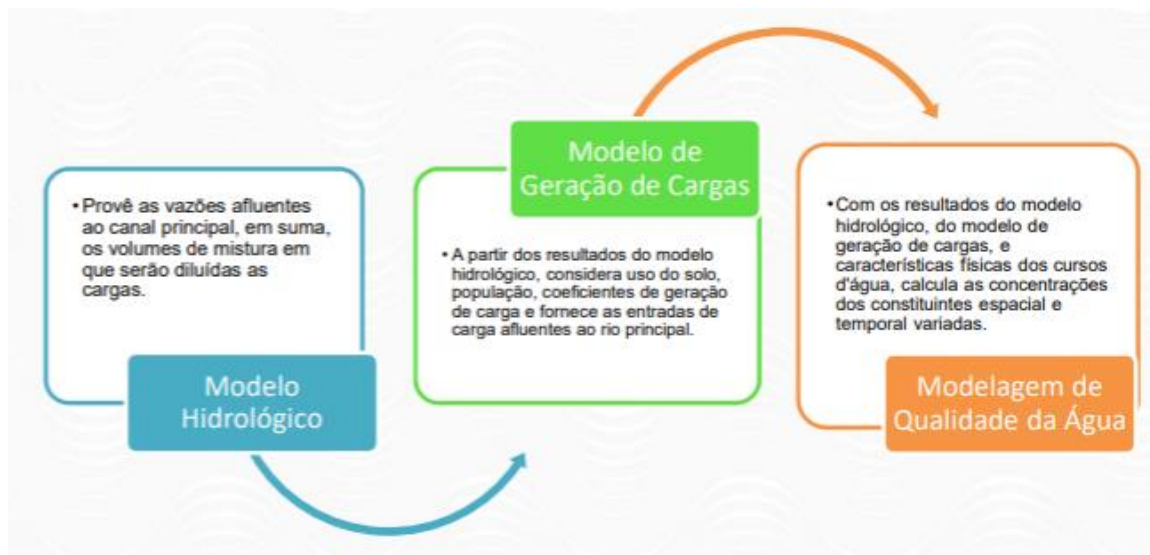 •Provê as vazões afluentes
ao canal principal, em suma,
os volumes de mistura em
que serão diluídas as
cargas.
Modelo
Hidrológico
Modelo de
Geração de Cargas
•A partir dos resultados do modelo
hidrológico, considera uso do solo,
população, coeficientes de geração
de carga e fornece as entradas de
carga afluentes ao rio principal.
•Com os resultados do modelo
hidrológico, do modelo de
geração de cargas, e
características físicas dos cursos
d'água, calcula as concentrações
dos constituintes espacial e
temporal variadas.
Modelagem de
Qualidade da Água